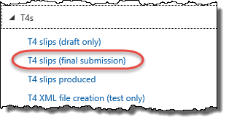 T4s
T4 slips (draft only)
T4 slips (final submission)
T4 slips produced
T4 XML file creation (test only)